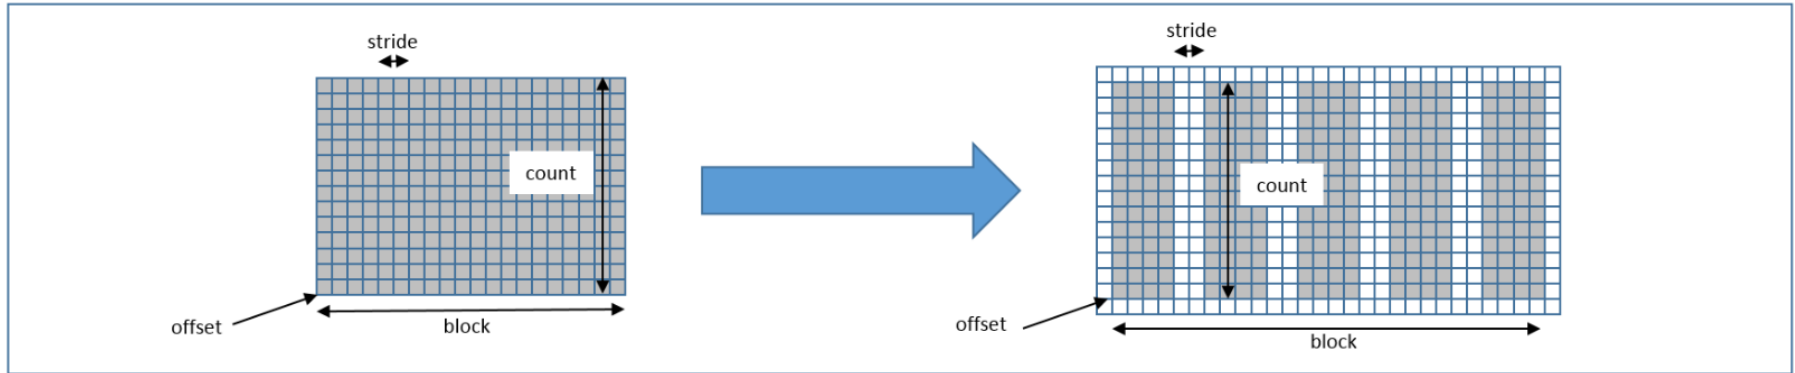 stride
count
offset
block
stride
count
offset
block